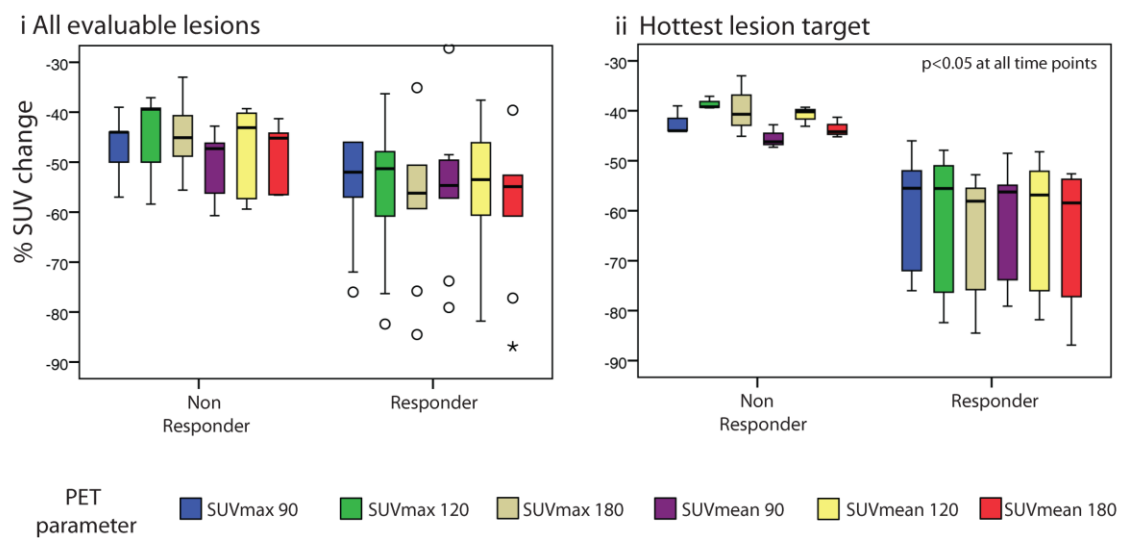 i All evaluable lesions
ii Hottest lesion target
% SUV change
-30
-40
-50
-60
-70
-80
-90
Non
Responder
Responder
p<0.05 at all time points
-30
-40
-50
-60
-70
-80
-90
Non
Responder
Responder
PET
parameter
SUVmax 90
SUVmax 120
SUVmax 180
SUVmean 90
SUVmean 120
SUVmean 180